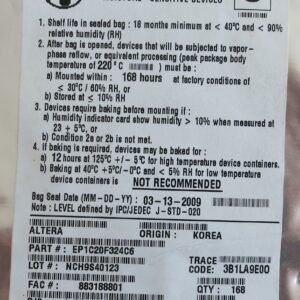 MOISTURE - SENSITIVE DEVICES
1. Shelf life in sealed bag : 18 months minimum at < 40°C and < 90%
relative humidity (RH)
2. After bag is opened, devices that will be subjected to vapor-
phase reflow, or equivalent processing (peak package body
temperature of 220°C ) must be :
a) Mounted within : 168 hours at factory conditions of
≤ 30°C/ 60% RH, or
b) Stored at ≤ 10% RH
3. Devices require baking before mounting if :
a) Humidity indicator card show humidity > 10% when measured at
23 + 5°C, or
b) Condition 2a or 2b is not met.
4. If baking is required, devices may be baked for :
a) 12 hours at 125°C +/- 5°C for high temperature device containers.
b) Baking at 40°C +5°C/-0°C and < 5% RH for low temperature
device containers is NOT RECOMMENDED
Bag Seal Date (MM-DD-YY) : 03-13-2009
Note : LEVEL defined by IPC/JEDEC J-STD-020
ALTERA ORIGIN : KOREA
PART # : EP1C20F324C6
LOT # : NCH9S40123 TRACE CODE: 3B1LA9E00
FAC # : 883188801 QTY : 168